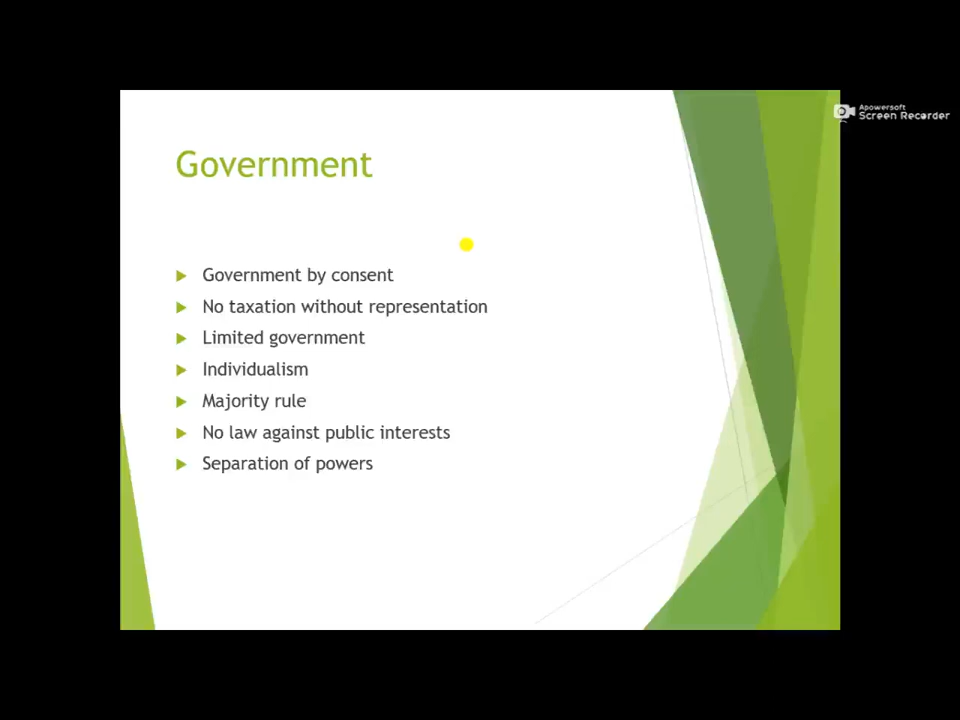 Apowersoft
Screen Recorder
Government
Government by consent
No taxation without representation
Limited government
Individualism
Majority rule
No law against public interests
Separation of powers